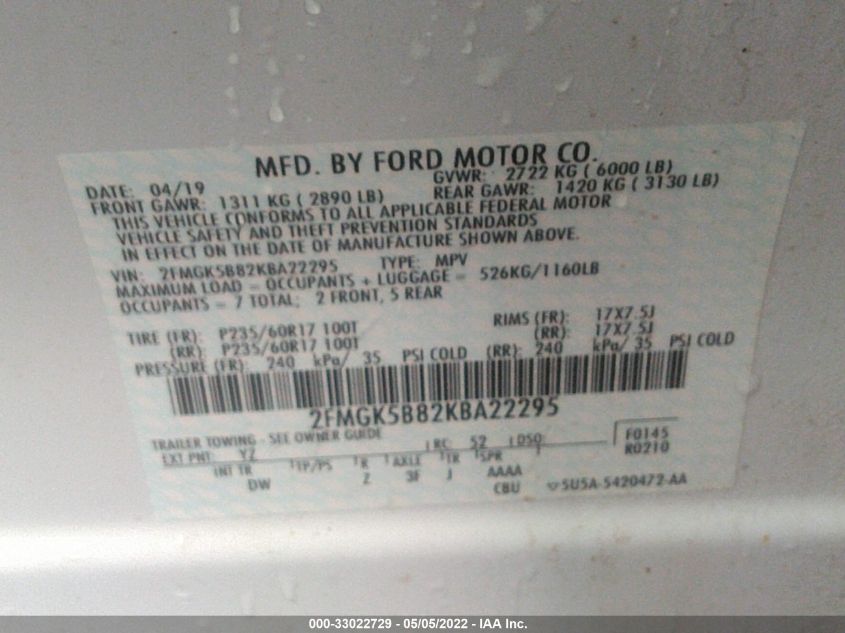 MFD. BY FORD MOTOR CO.
DATE: 04/19 GVWR: 2722 KG ( 6000 LB)
FRONT GAWR: 1311 KG ( 2890 LB) REAR GAWR: 1420 KG ( 3130 LB)
THIS VEHICLE CONFORMS TO ALL APPLICABLE FEDERAL MOTOR
VEHICLE SAFETY AND THEFT PREVENTION STANDARDS
IN EFFECT ON THE DATE OF MANUFACTURE SHOWN ABOVE.
VIN: 2FMGK5B82KBA22295 TYPE: MPV
MAXIMUM LOAD = OCCUPANTS + LUGGAGE = 526KG/1160LB
OCCUPANTS = 7 TOTAL; 2 FRONT, 5 REAR
TIRE (FR): P235/60R17 100T RIMS (FR): 17X7.5J
(RR): P235/60R17 100T (RR): 17X7.5J
PRESSURE (FR): 240 kPa/ 35 PSI COLD (RR): 240 kPa/ 35 PSI COLD
2FMGK5B82KBA22295
TRAILER TOWING - SEE OWNER GUIDE
EXT PNT: YZ RC: 52 DSO: F0145
R0210
INT TR TP/PS R AXLE TR SPR
DW Z 3F J AAAA
CBU 5U5A-5420472-AA
000-33022729 - 05/05/2022 - IAA Inc.